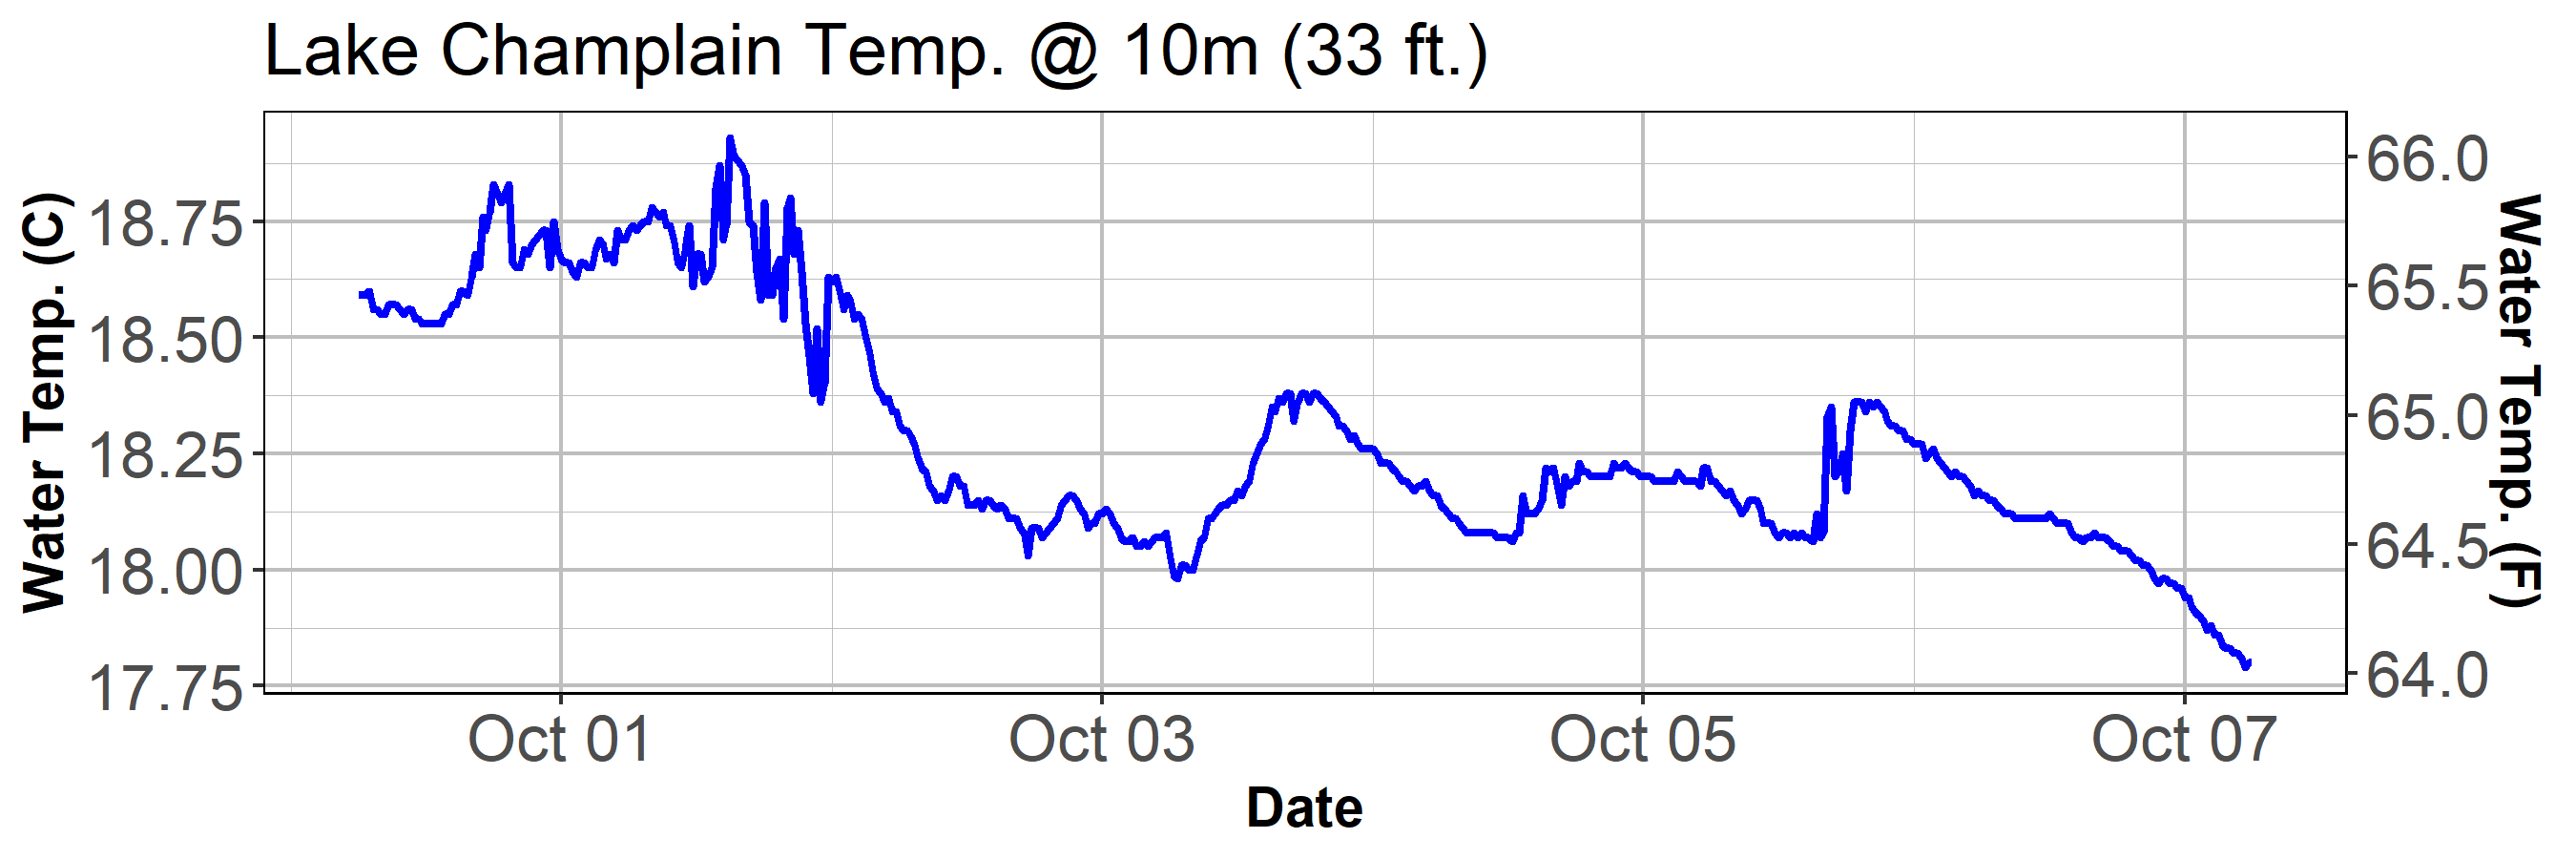 Lake Champlain Temp. @ 10m (33 ft.)
Water Temp. (C)
18.75
18.50
18.25
18.00
17.75
66.0
65.5
65.0
64.5
64.0
Water Temp. (F)
Oct 01 Oct 03 Oct 05 Oct 07
Date